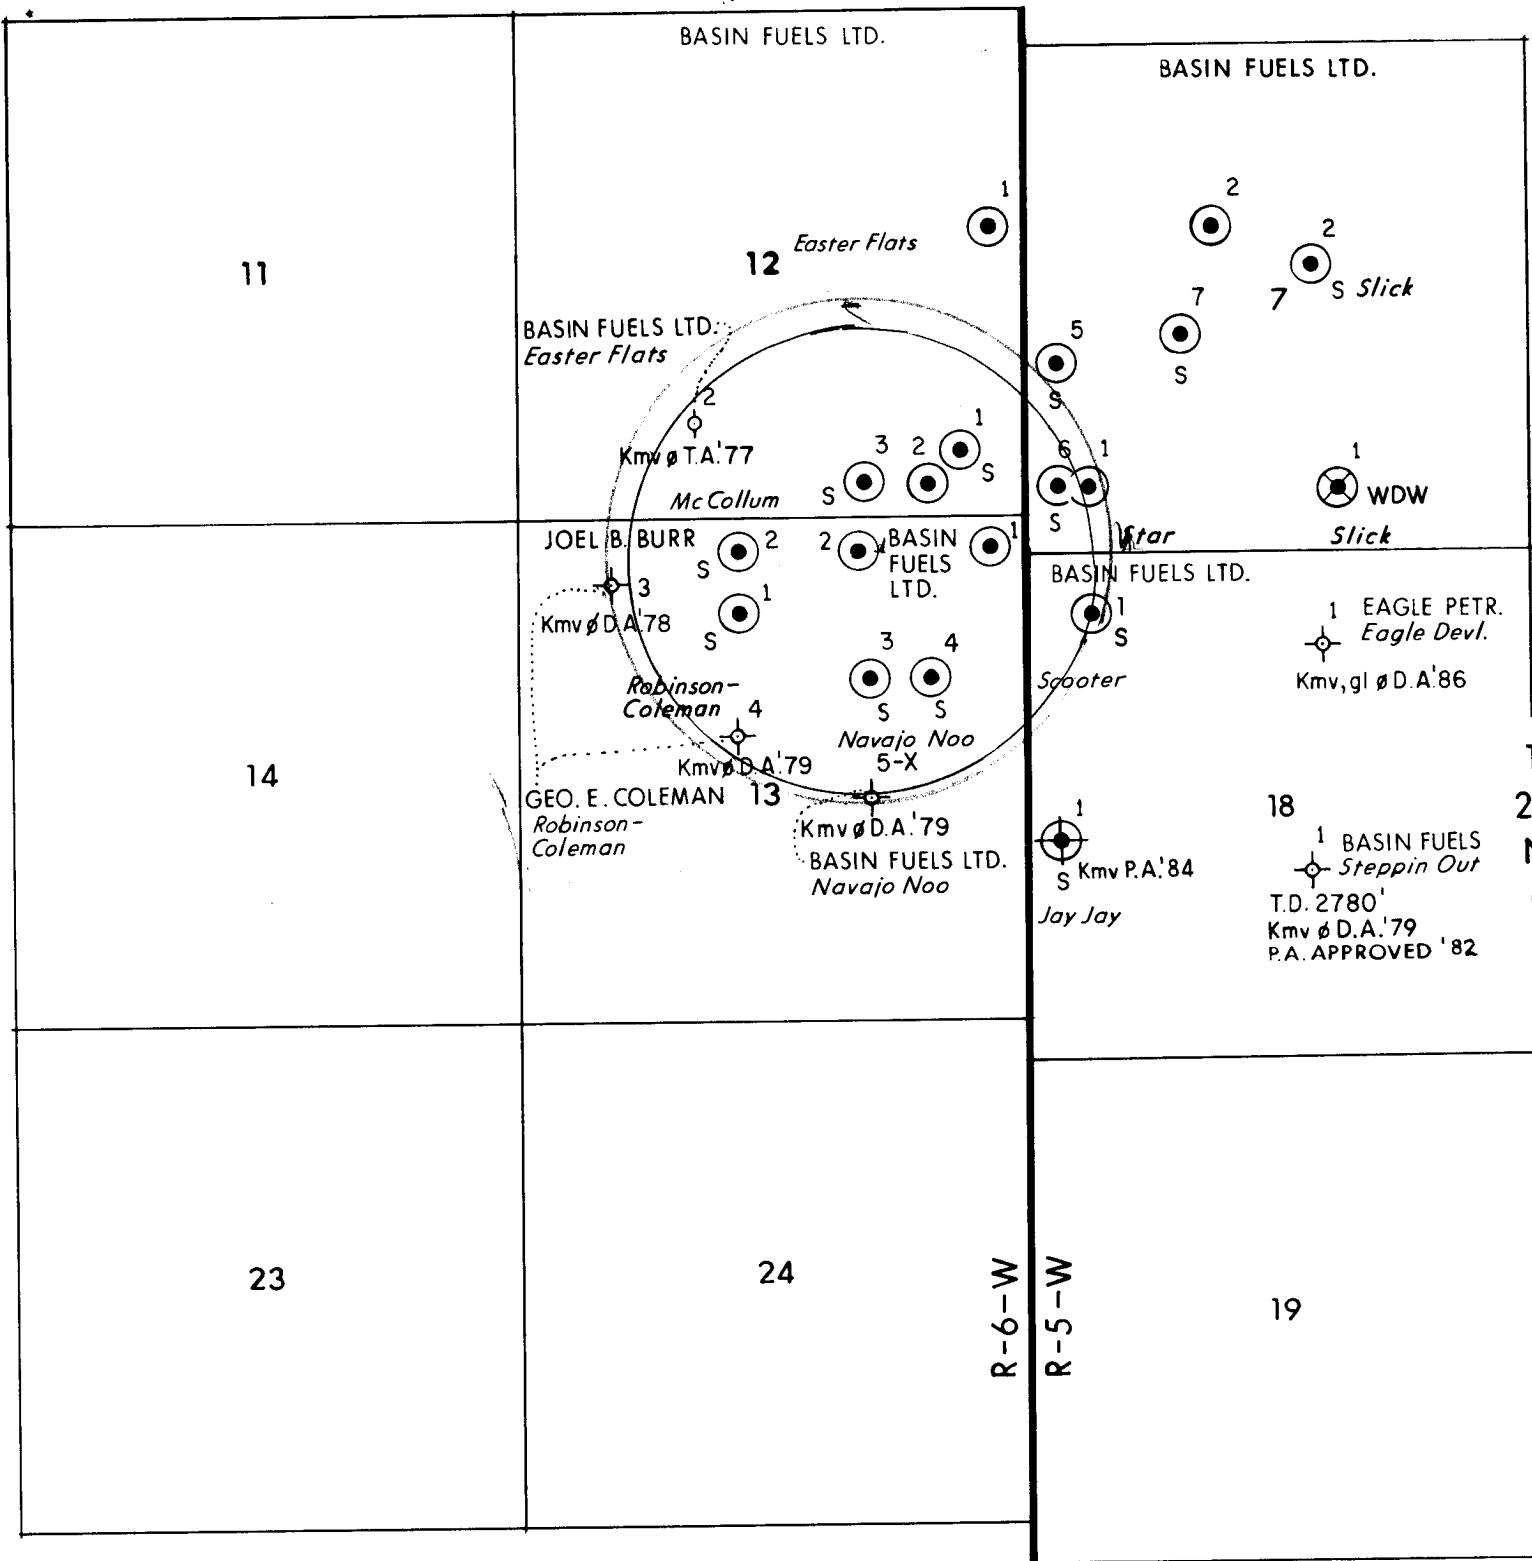 BASIN FUELS LTD.
BASIN FUELS LTD.
1
2
2
S Slick
11
12
Easter Flats
7
7
S
BASIN FUELS LTD.
Easter Flats
5
S
2
Kmv ø T.A.'77
3
S
2
1
S
6
S
1
1
WDW
Mc Collum
Star
Slick
JOEL B. BURR
2
S
2
BASIN
FUELS
LTD.
1
BASIN FUELS LTD.
3
Kmv ø D.A.'78
1
S
1
S
1
EAGLE PETR.
Eagle Devl.
Kmv,gl ø D.A.'86
3
S
4
S
Robinson-
Coleman
Scooter
4
Kmv ø D.A.'79
Navajo Noo
5-X
14
GEO. E. COLEMAN
Robinson-
Coleman
13
Kmv ø D.A.'79
BASIN FUELS LTD.
Navajo Noo
1
S
Kmv P.A.'84
Jay Jay
18
2
1
BASIN FUELS
Steppin Out
T.D. 2780'
Kmv ø D.A.'79
P.A. APPROVED '82
23
24
R-6-W
R-5-W
19